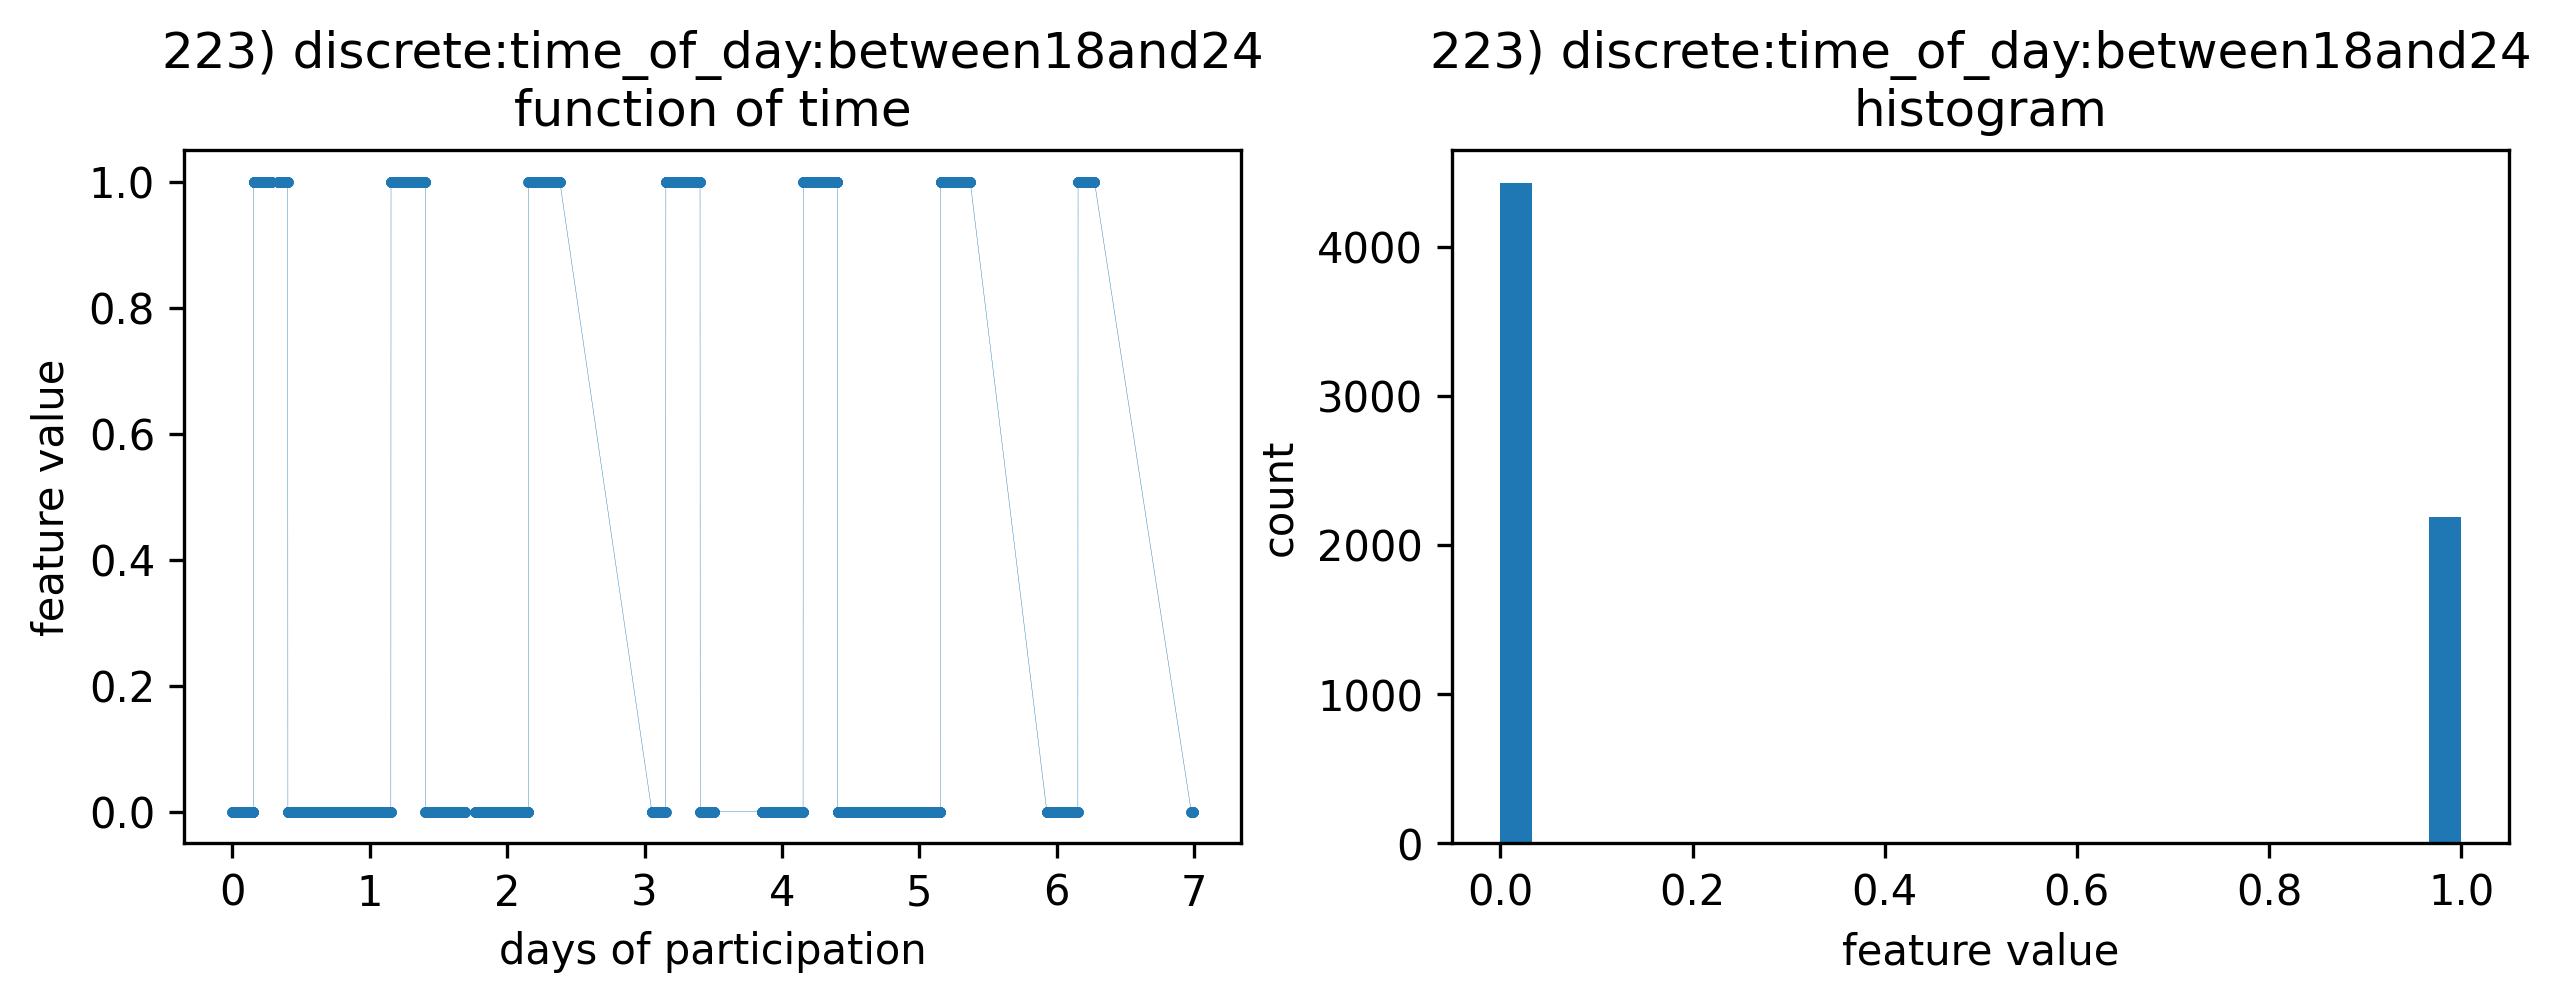 223) discrete:time_of_day:between18and24
function of time
feature value
1.0
0.8
0.6
0.4
0.2
0.0
0 1 2 3 4 5 6 7
days of participation
223) discrete:time_of_day:between18and24
histogram
count
4000
3000
2000
1000
0
0.0 0.2 0.4 0.6 0.8 1.0
feature value